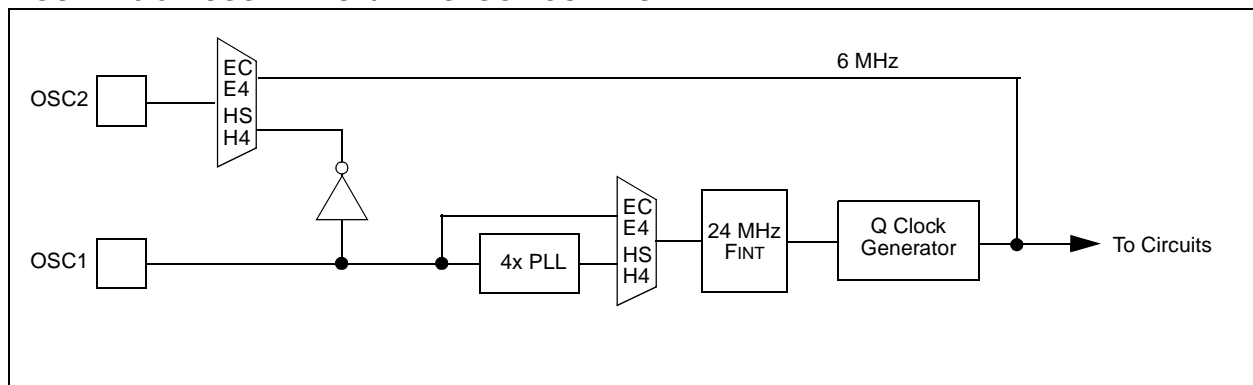 6 MHz
EC
E4
HS
H4
OSC2
EC
E4
HS
H4
24 MHz
FINT
Q Clock
Generator
To Circuits
OSC1
4x PLL